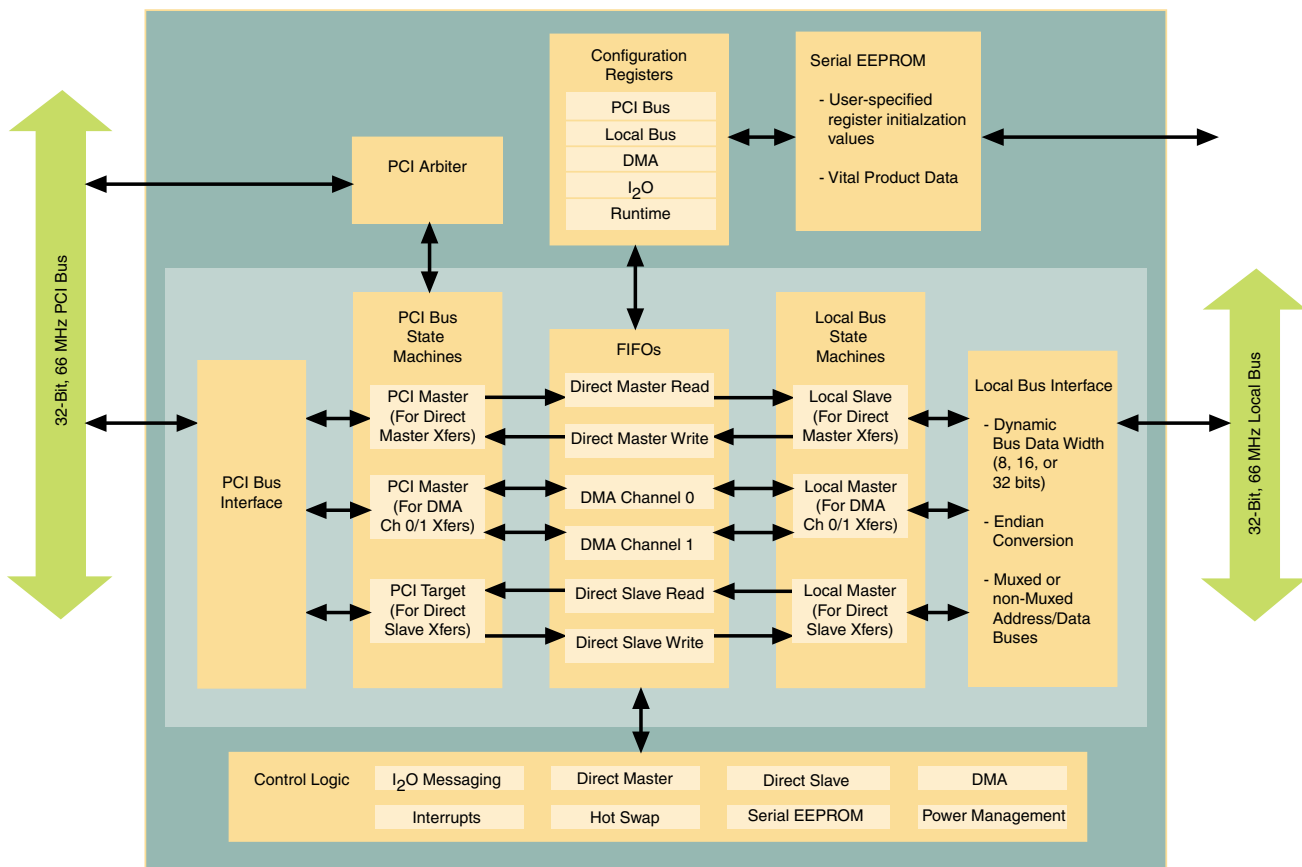 32-Bit, 66 MHz PCI Bus
PCI Arbiter
Configuration
Registers
PCI Bus
Local Bus
DMA
I2O
Runtime
Serial EEPROM
- User-specified
register initialzation
values
- Vital Product Data
PCI Bus
Interface
PCI Bus
State
Machines
PCI Master
(For Direct
Master Xfers)
PCI Master
(For DMA
Ch 0/1 Xfers)
PCI Target
(For Direct
Slave Xfers)
FIFOs
Direct Master Read
Direct Master Write
DMA Channel 0
DMA Channel 1
Direct Slave Read
Direct Slave Write
Local Bus
State
Machines
Local Slave
(For Direct
Master Xfers)
Local Master
(For DMA
Ch 0/1 Xfers)
Local Master
(For Direct
Slave Xfers)
Local Bus Interface
- Dynamic
Bus Data Width
(8, 16, or
32 bits)
- Endian
Conversion
- Muxed or
non-Muxed
Address/Data
Buses
32-Bit, 66 MHz Local Bus
Control Logic
I2O Messaging
Direct Master
Direct Slave
DMA
Interrupts
Hot Swap
Serial EEPROM
Power Management